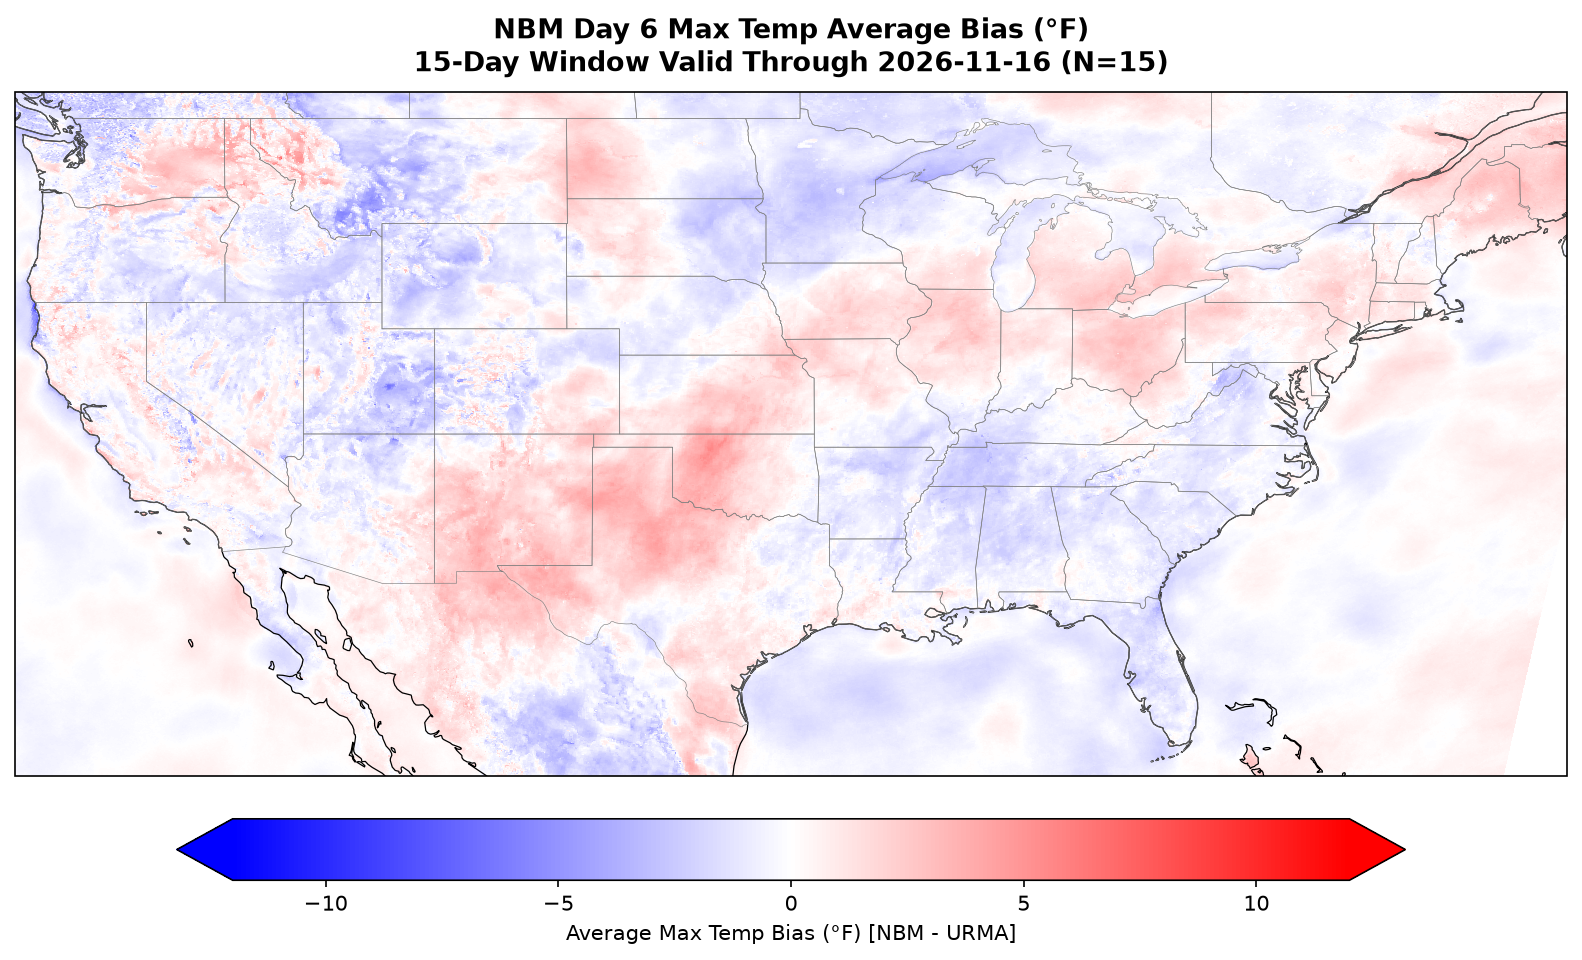 NBM Day 6 Max Temp Average Bias (°F)
15-Day Window Valid Through 2026-11-16 (N=15)
−10 −5 0 5 10
Average Max Temp Bias (°F) [NBM - URMA]